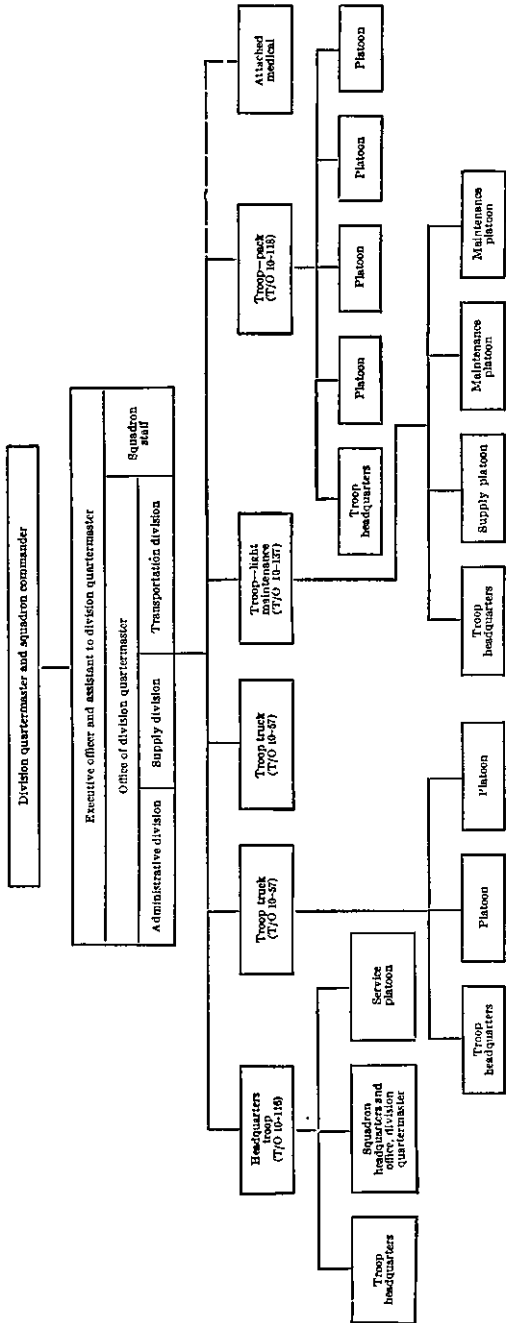 Division quartermaster and squadron commander
Executive officer and assistant to division quartermaster
Office of division quartermaster
Squadron
staff
Administrative division
Supply division
Transportation division
Headquarters
troop
(T/O 10-116)
Troop truck
(T/O 10-57)
Troop truck
(T/O 10-57)
Troop—light
maintenance
(T/O 10-137)
Troop—pack
(T/O 10-118)
Attached
medical
Troop
headquarters
Squadron
headquarters and
office, division
quartermaster
Service
platoon
Troop
headquarters
Platoon
Platoon
Platoon
Platoon
Troop
headquarters
Platoon
Platoon
Troop
headquarters
Supply platoon
Maintenance
platoon
Maintenance
platoon